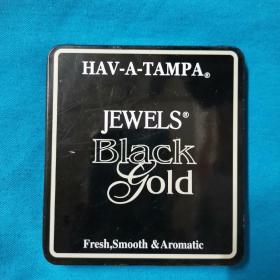 HAV-A-TAMPA®
JEWELS®
Black
Gold
Fresh,Smooth & Aromatic